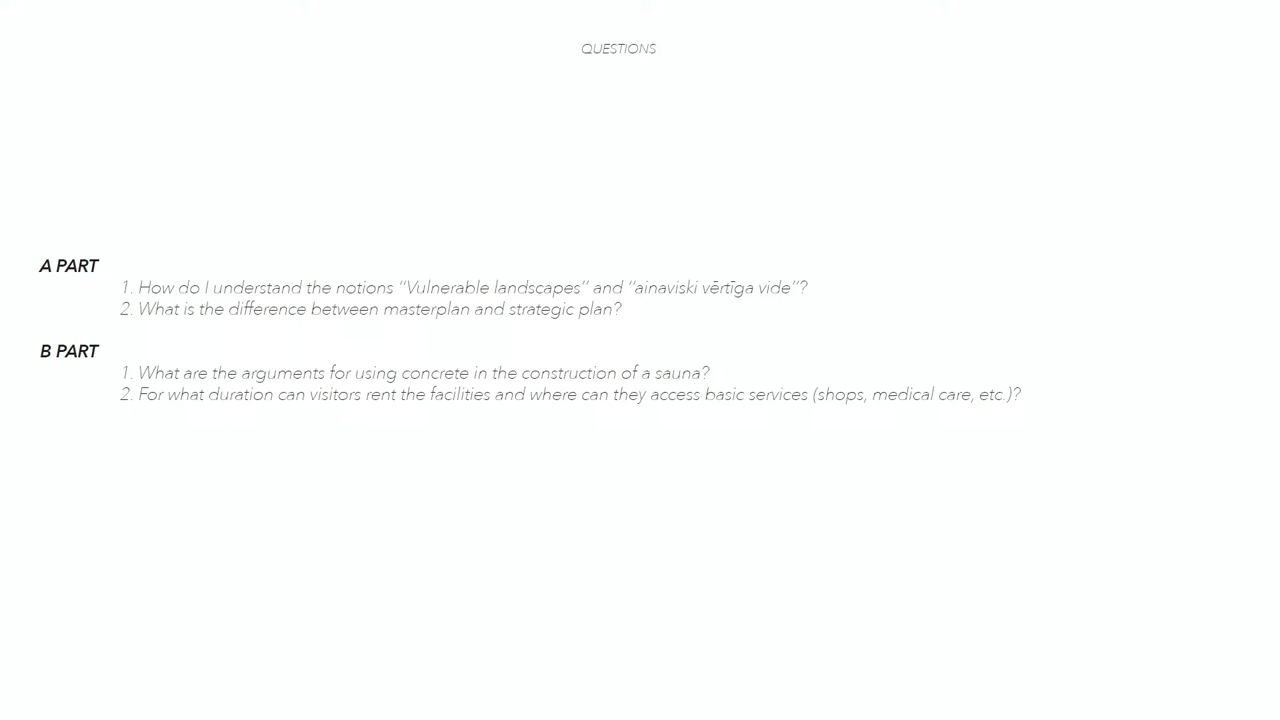 QUESTIONS
A PART
1. How do I understand the notions ‘‘Vulnerable landscapes’’ and ‘‘ainaviski vērtīga vide’’?
2. What is the difference between masterplan and strategic plan?
B PART
1. What are the arguments for using concrete in the construction of a sauna?
2. For what duration can visitors rent the facilities and where can they access basic services (shops, medical care, etc.)?